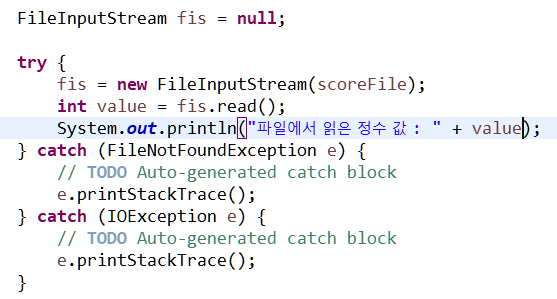 FileInputStream fis = null;
try {
fis = new FileInputStream(scoreFile);
int value = fis.read();
System.out.println("파일에서 읽은 정수 값 : " + value);
} catch (FileNotFoundException e) {
// TODO Auto-generated catch block
e.printStackTrace();
} catch (IOException e) {
// TODO Auto-generated catch block
e.printStackTrace();
}